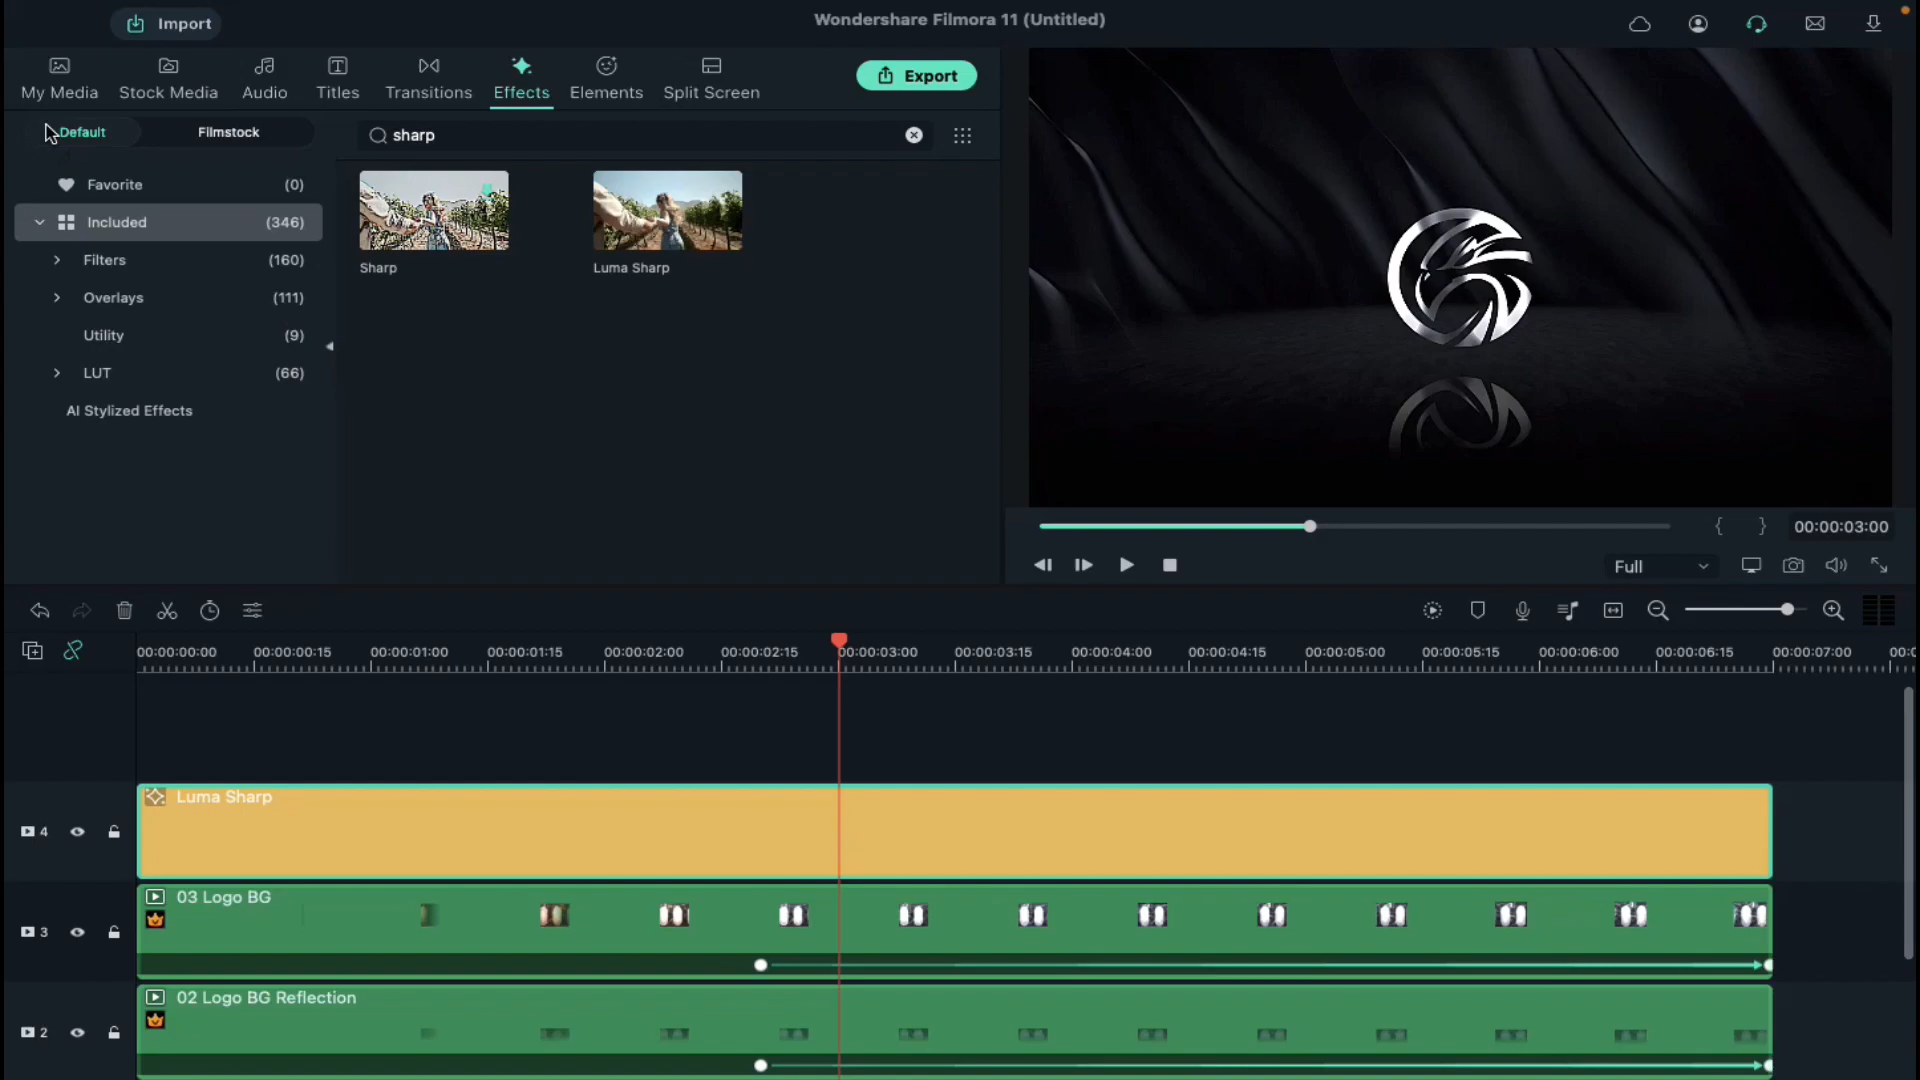 Import
Wondershare Filmora 11 (Untitled)
My Media
Stock Media
Audio
Titles
Transitions
Effects
Elements
Split Screen
Export
Default
Filmstock
sharp
Favorite (0)
Included (346)
Filters (160)
Overlays (111)
Utility (9)
LUT (66)
AI Stylized Effects
Sharp
Luma Sharp
{ } 00:00:03:00
Full
00:00:00:00 00:00:00:15 00:00:01:00 00:00:01:15 00:00:02:00 00:00:02:15 00:00:03:00 00:00:03:15 00:00:04:00 00:00:04:15 00:00:05:00 00:00:05:15 00:00:06:00 00:00:06:15 00:00:07:00 00:0
Luma Sharp
4
03 Logo BG
3
02 Logo BG Reflection
2